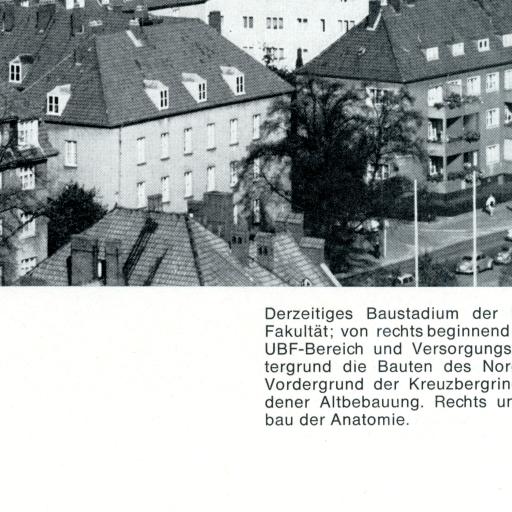 Derzeitiges Baustadium der
Fakultät; von rechts beginnend
UBF-Bereich und Versorgungs
tergrund die Bauten des Nor
Vordergrund der Kreuzbergrin
dener Altbebauung. Rechts un
bau der Anatomie.